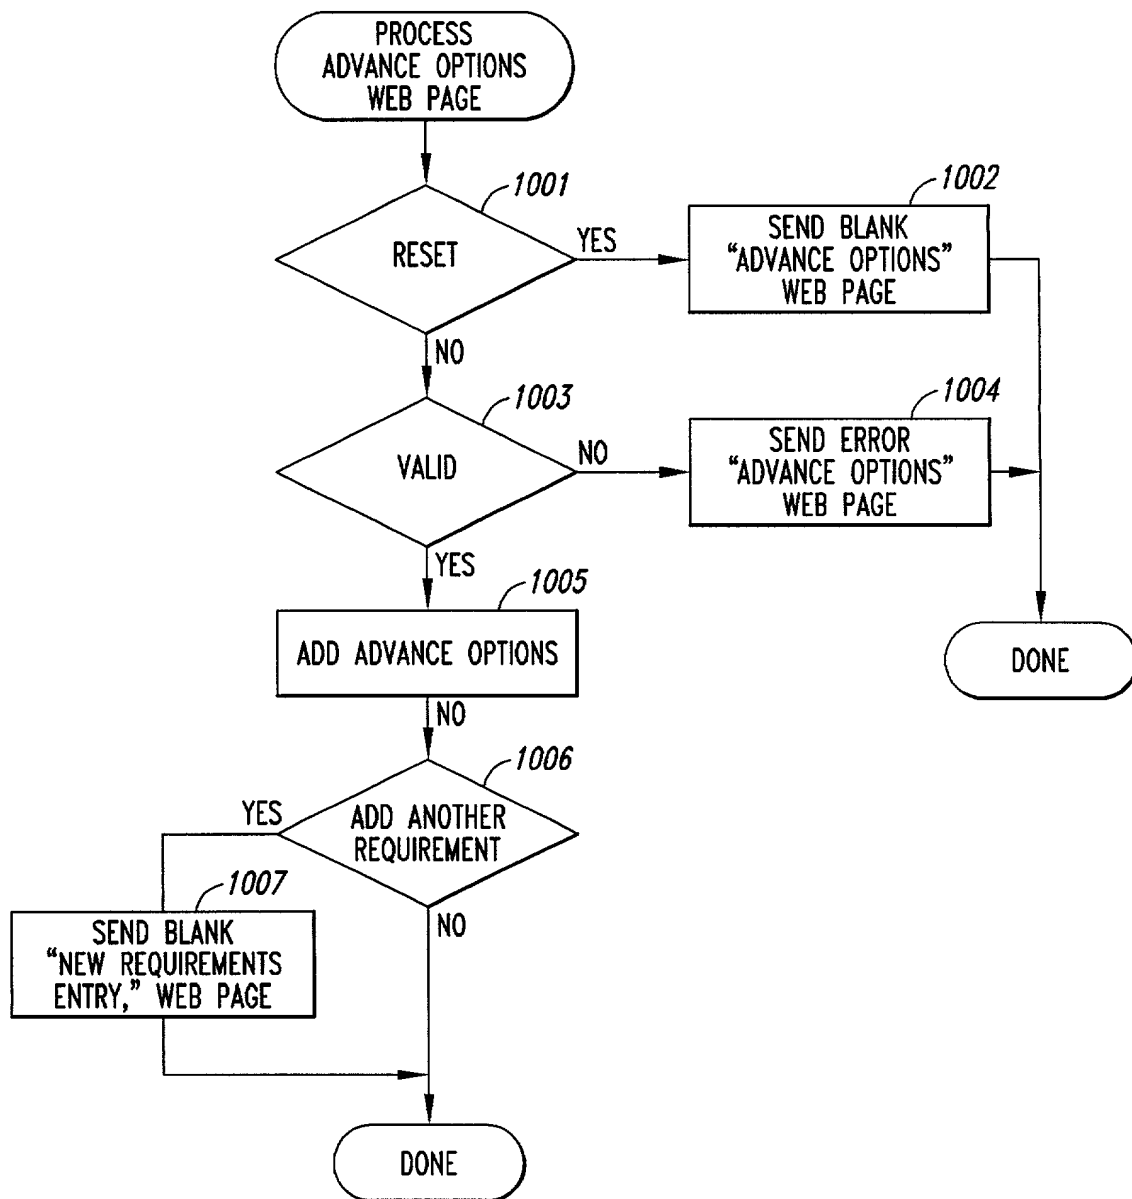 PROCESS
ADVANCE OPTIONS
WEB PAGE
1001
RESET
YES
1002
SEND BLANK
“ADVANCE OPTIONS”
WEB PAGE
NO
1003
VALID
NO
1004
SEND ERROR
“ADVANCE OPTIONS”
WEB PAGE
YES
1005
ADD ADVANCE OPTIONS
DONE
NO
1006
ADD ANOTHER
REQUIREMENT
YES
1007
SEND BLANK
“NEW REQUIREMENTS
ENTRY,” WEB PAGE
NO
DONE